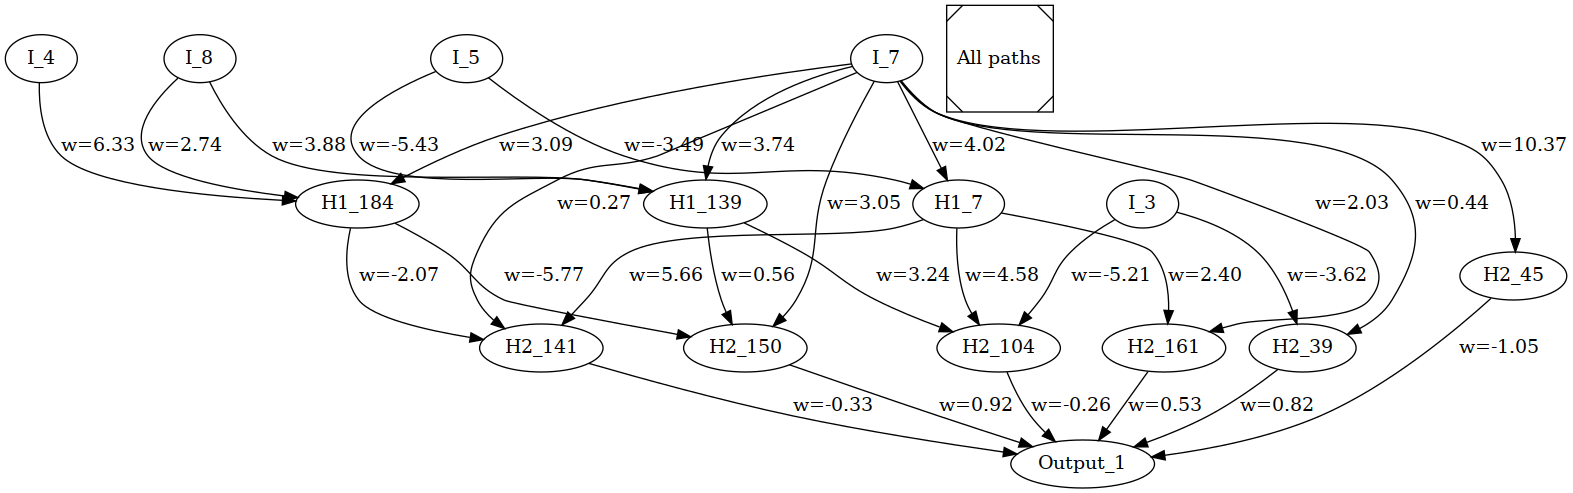 I_4
I_8
I_5
I_7
All paths
w=6.33
w=2.74
w=3.88
w=-5.43
w=3.09
w=-3.49
w=3.74
w=4.02
w=10.37
H1_184
w=0.27
H1_139
w=3.05
H1_7
I_3
w=2.03
w=0.44
w=-2.07
w=-5.77
w=5.66
w=0.56
w=3.24
w=4.58
w=-5.21
w=2.40
w=-3.62
H2_45
H2_141
H2_150
H2_104
H2_161
H2_39
w=-1.05
w=-0.33
w=0.92
w=-0.26
w=0.53
w=0.82
Output_1